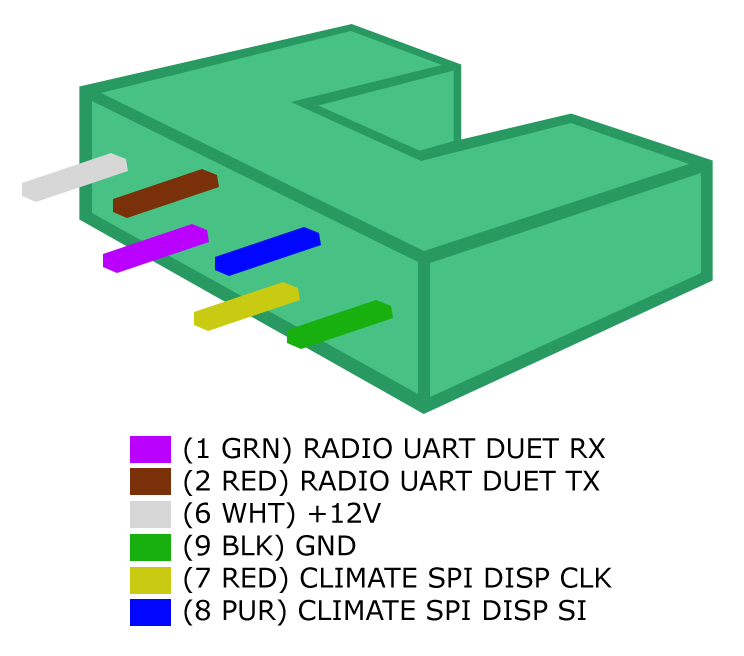 (1 GRN) RADIO UART DUET RX
(2 RED) RADIO UART DUET TX
(6 WHT) +12V
(9 BLK) GND
(7 RED) CLIMATE SPI DISP CLK
(8 PUR) CLIMATE SPI DISP SI